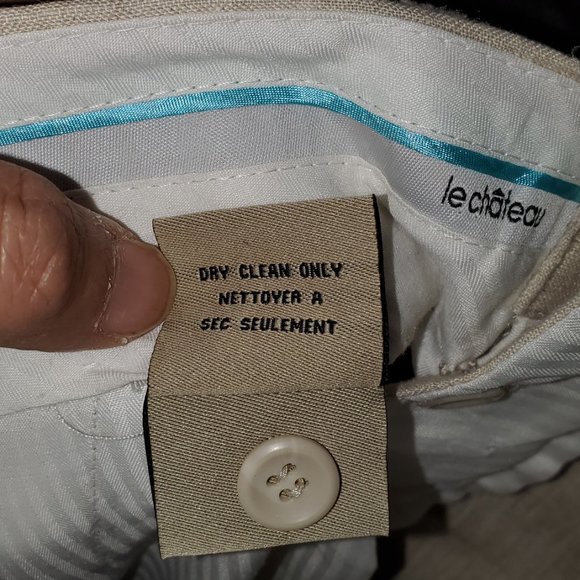 le château
DRY CLEAN ONLY
NETTOYER A
SEC SEULEMENT